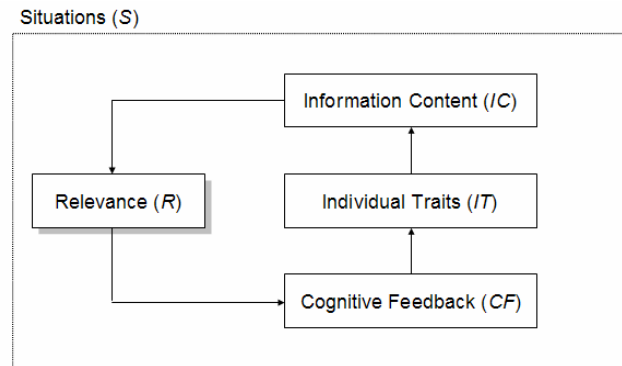 Situations (S)
Information Content (IC)
Relevance (R)
Individual Traits (IT)
Cognitive Feedback (CF)